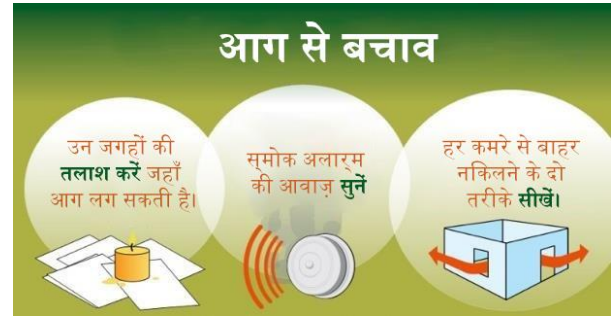 आग से बचाव
उन जगहों की
तलाश करें जहाँ
आग लग सकती है।
स्मोक अलार्म
की आवाज़ सुनें
हर कमरे से बाहर
नकिलने के दो
तरीके सीखें।